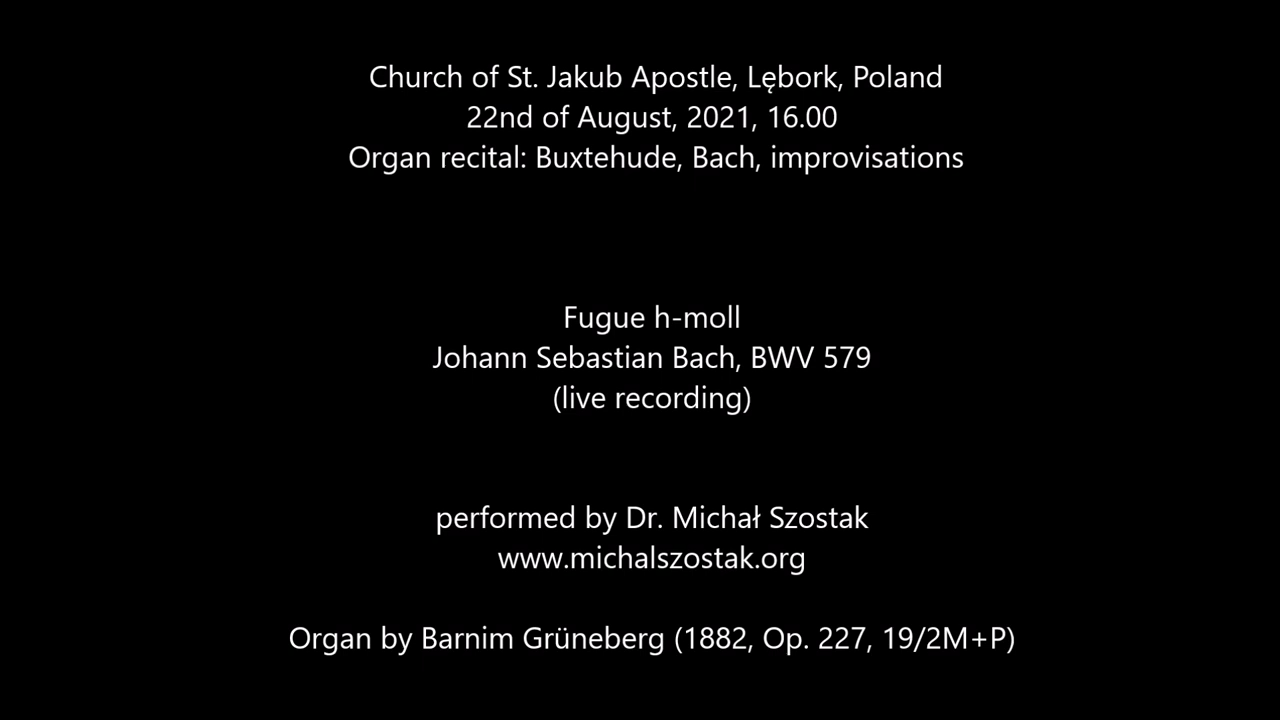 Church of St. Jakub Apostle, Lębork, Poland
22nd of August, 2021, 16.00
Organ recital: Buxtehude, Bach, improvisations
Fugue h-moll
Johann Sebastian Bach, BWV 579
(live recording)
performed by Dr. Michał Szostak
www.michalszostak.org
Organ by Barnim Grüneberg (1882, Op. 227, 19/2M+P)